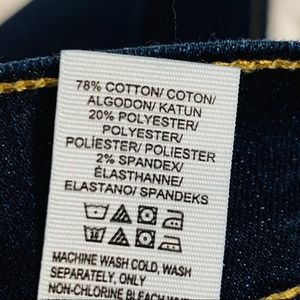 78% COTTON/ COTON/
ALGODON/ KATUN
20% POLYESTER/
POLYESTER/
POLIESTER/ POLIESTER
2% SPANDEX/
ÉLASTHANNE/
ELASTANO/ SPANDEKS
MACHINE WASH COLD, WASH
SEPARATELY, ONLY
NON-CHLORINE BLEACH WHEN